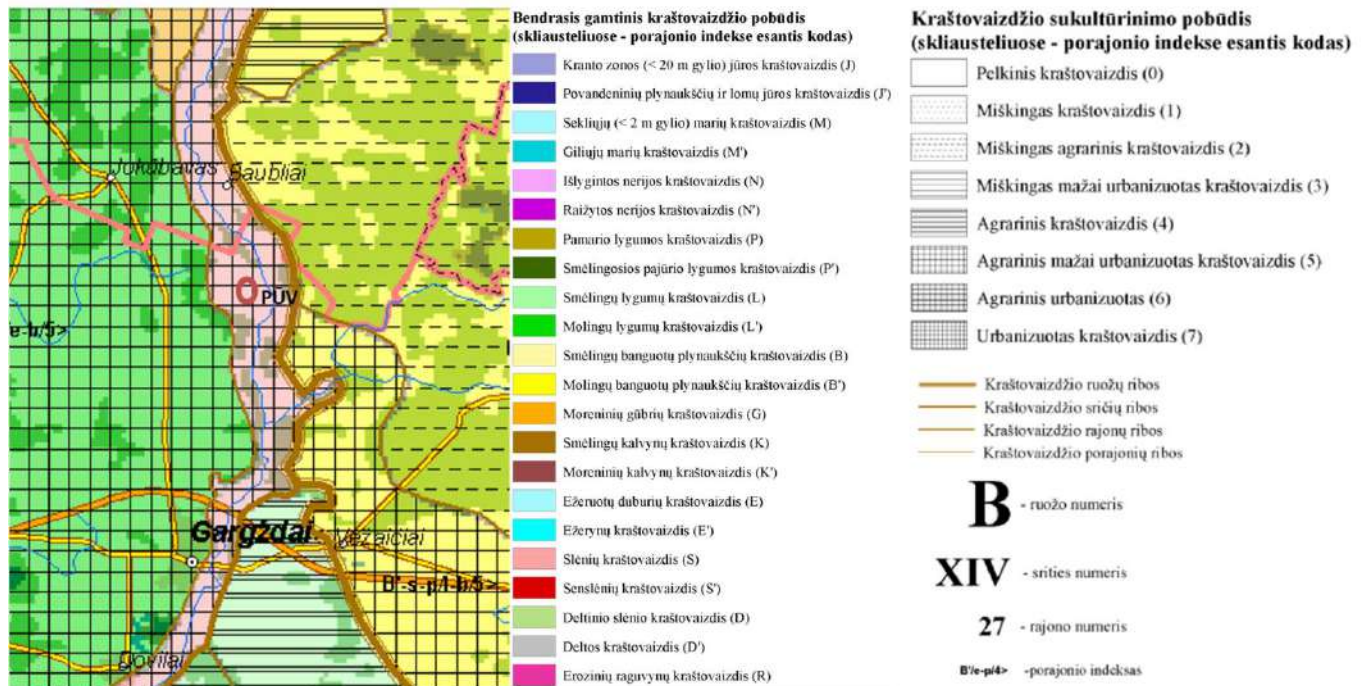 Jokūbavas
Saubliai
PŪV
e-b/5>
Gargždai
Vėžaičiai
B'-s-p/l-b/5>
Dovilai
Bendrasis gamtinis kraštovaizdžio pobūdis
(skliausteliuose - porajonio indekse esantis kodas)
Kranto zonos (< 20 m gylio) jūros kraštovaizdis (J)
Povandeninių plynaukščių ir lomų jūros kraštovaizdis (J')
Sekliųjų (< 2 m gylio) marių kraštovaizdis (M)
Giliųjų marių kraštovaizdis (M')
Išlygintos nerijos kraštovaizdis (N)
Raižytos nerijos kraštovaizdis (N')
Pamario lygumos kraštovaizdis (P)
Smėlingosios pajūrio lygumos kraštovaizdis (P')
Smėlingų lygumų kraštovaizdis (L)
Molingų lygumų kraštovaizdis (L')
Smėlingų banguotų plynaukščių kraštovaizdis (B)
Molingų banguotų plynaukščių kraštovaizdis (B')
Moreninių gūbrių kraštovaizdis (G)
Smėlingų kalvynų kraštovaizdis (K)
Moreninių kalvynų kraštovaizdis (K')
Ežeruotų duburių kraštovaizdis (E)
Ežerynų kraštovaizdis (E')
Slėnių kraštovaizdis (S)
Senslėnių kraštovaizdis (S')
Deltinio slėnio kraštovaizdis (D)
Deltos kraštovaizdis (D')
Erozinių raguvynų kraštovaizdis (R)
Kraštovaizdžio sukultūrinimo pobūdis
(skliausteliuose - porajonio indekse esantis kodas)
Pelkinis kraštovaizdis (0)
Miškingas kraštovaizdis (1)
Miškingas agrarinis kraštovaizdis (2)
Miškingas mažai urbanizuotas kraštovaizdis (3)
Agrarinis kraštovaizdis (4)
Agrarinis mažai urbanizuotas kraštovaizdis (5)
Agrarinis urbanizuotas (6)
Urbanizuotas kraštovaizdis (7)
Kraštovaizdžio ruožų ribos
Kraštovaizdžio sričių ribos
Kraštovaizdžio rajonų ribos
Kraštovaizdžio porajonių ribos
B - ruožo numeris
XIV - srities numeris
27 - rajono numeris
B'/e-p/4> -porajonio indeksas